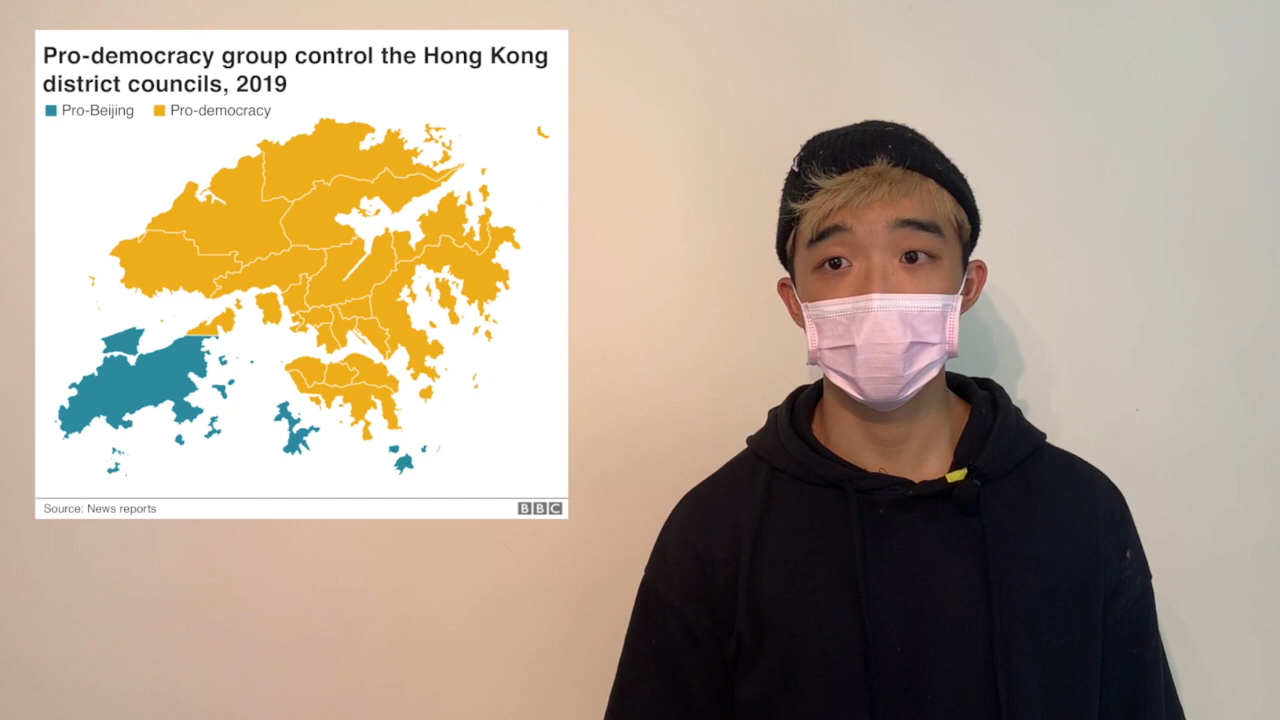 Pro-democracy group control the Hong Kong
district councils, 2019
Pro-Beijing Pro-democracy
Source: News reports
BBC